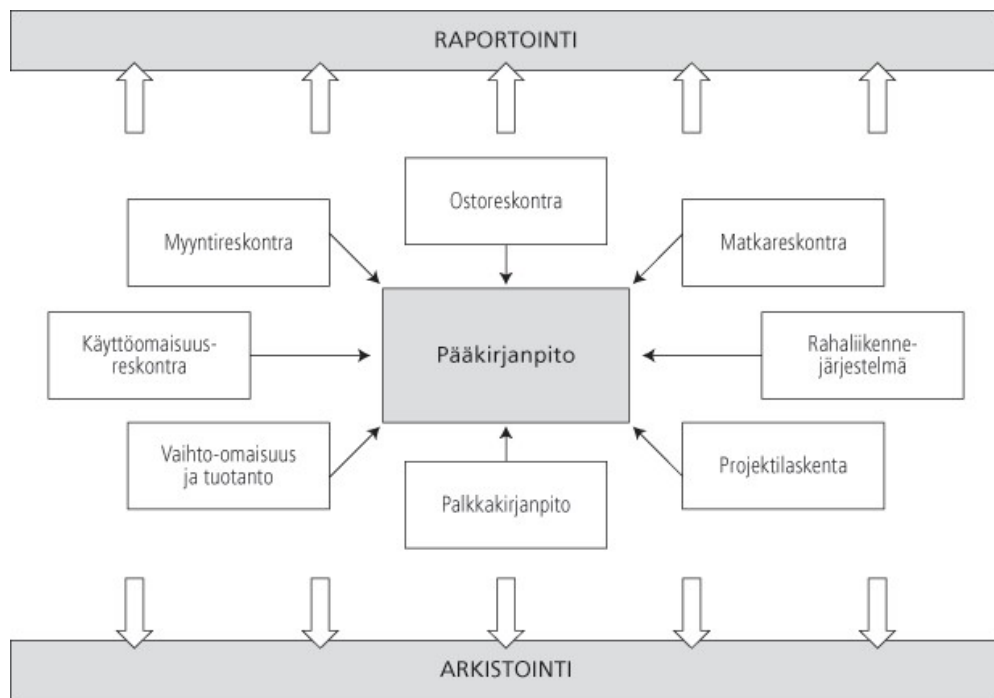 RAPORTOINTI
Ostoreskontra
Myyntireskontra
Matkareskontra
Käyttöomaisuus-
reskontra
Pääkirjanpito
Rahaliikenne-
järjestelmä
Vaihto-omaisuus
ja tuotanto
Palkkakirjanpito
Projektilaskenta
ARKISTOINTI